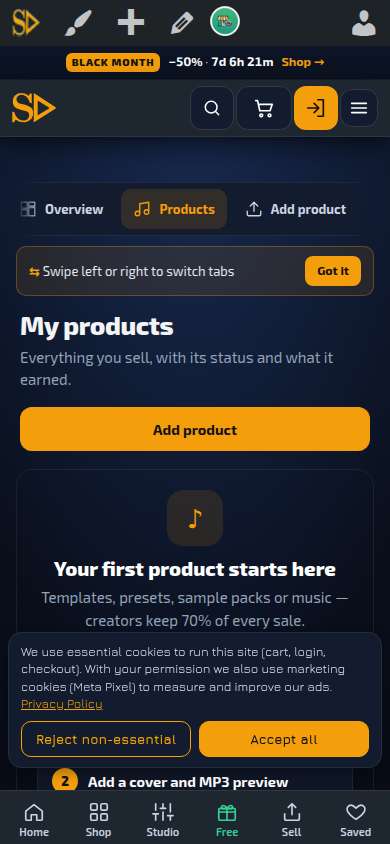 BLACK MONTH −50% · 7d 6h 21m Shop →
Overview Products Add product
⇆ Swipe left or right to switch tabs Got it
My products
Everything you sell, with its status and what it
earned.
Add product
Your first product starts here
Templates, presets, sample packs or music —
creators keep 70% of every sale.
We use essential cookies to run this site (cart, login,
checkout). With your permission we also use marketing
cookies (Meta Pixel) to measure and improve our ads.
Privacy Policy
Reject non-essential Accept all
2 Add a cover and MP3 preview
Home Shop Studio Free Sell Saved